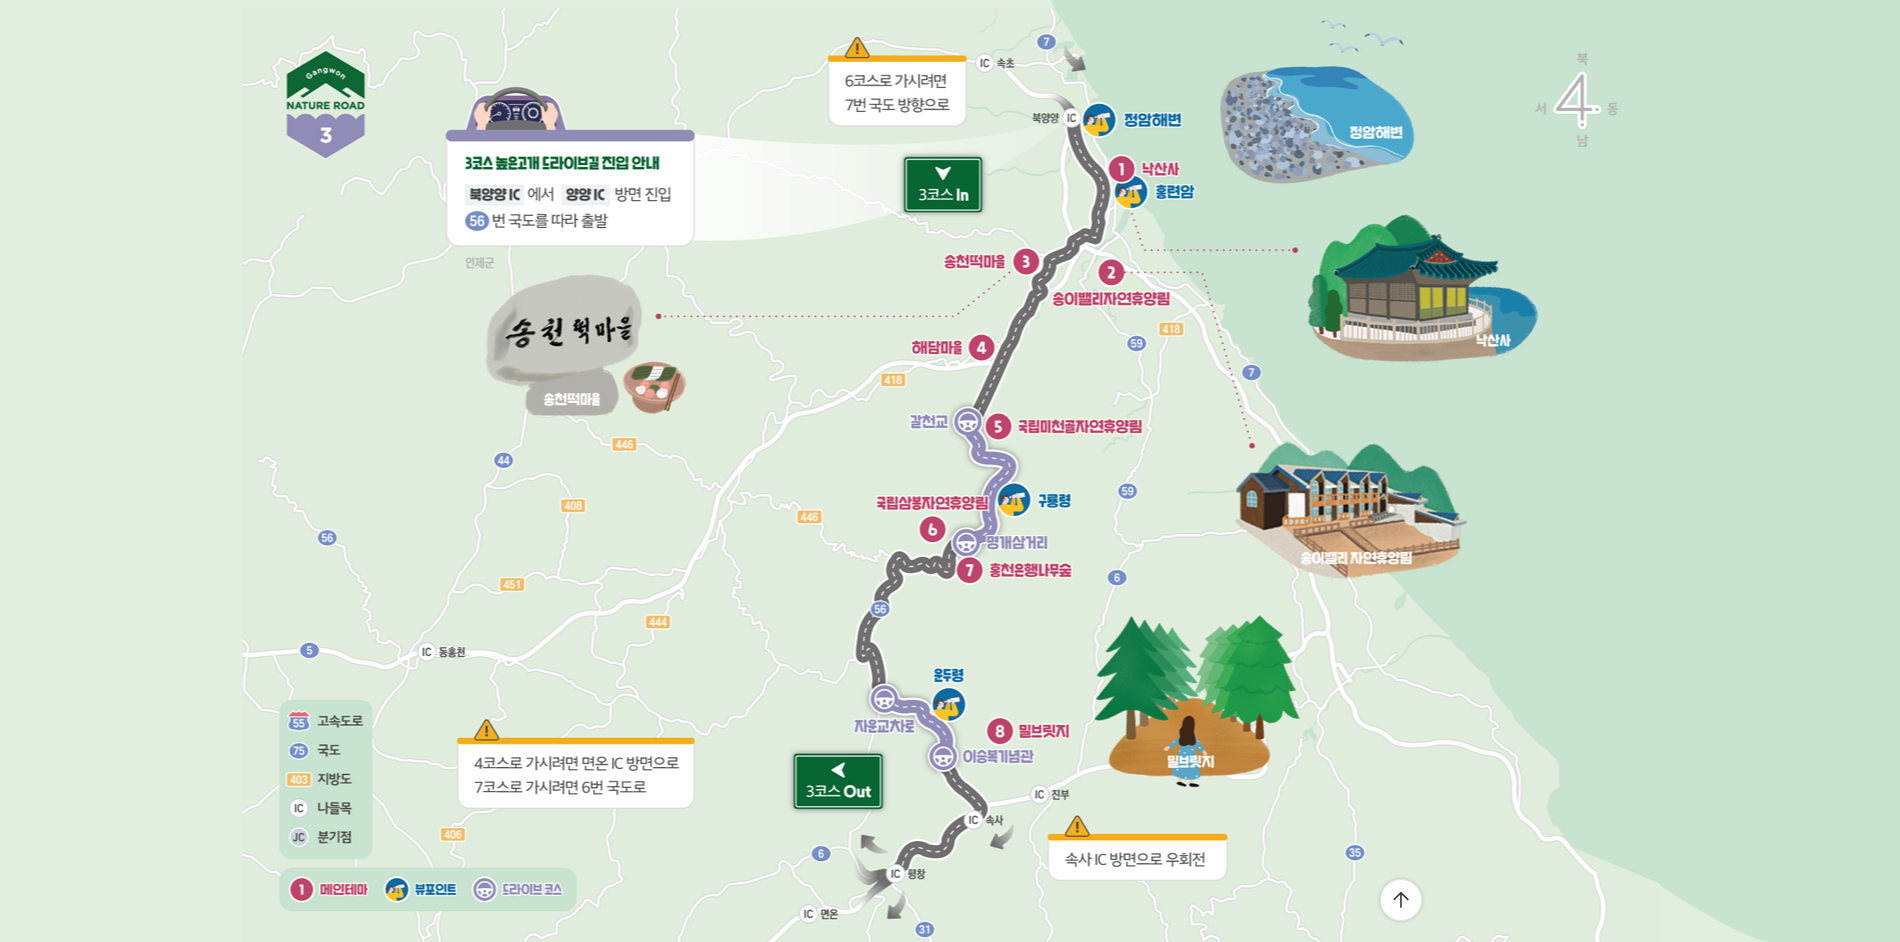 Gangwon
NATURE ROAD
3
3코스 높은고개 드라이브길 진입 안내
북양양 IC 에서 양양 IC 방면 진입
56 번 국도를 따라 출발
인제군
6코스로 가시려면
7번 국도 방향으로
7
IC 속초
북양양 IC
정암해변
정암해변
북
서 4 동
남
3코스 In
1 낙산사
홍련암
낙산사
송천떡마을 3
2
송이밸리자연휴양림
송천떡마을
송천떡마을
해담마을 4
418
59
418
7
갈천교
5 국립미천골자연휴양림
446
44
408
446
56
국립삼봉자연휴양림
6
구룡령
59
명개삼거리
7 홍천은행나무숲
송이밸리 자연휴양림
451
6
56
444
5
IC 동홍천
운두령
자운교차로
8 밀브릿지
이승복기념관
밀브릿지
55 고속도로
75 국도
403 지방도
IC 나들목
JC 분기점
4코스로 가시려면 면온 IC 방면으로
7코스로 가시려면 6번 국도로
3코스 Out
IC 진부
IC 속사
속사 IC 방면으로 우회전
406
6
35
IC 평창
IC 면온
31
1 메인테마 뷰포인트 드라이브 코스